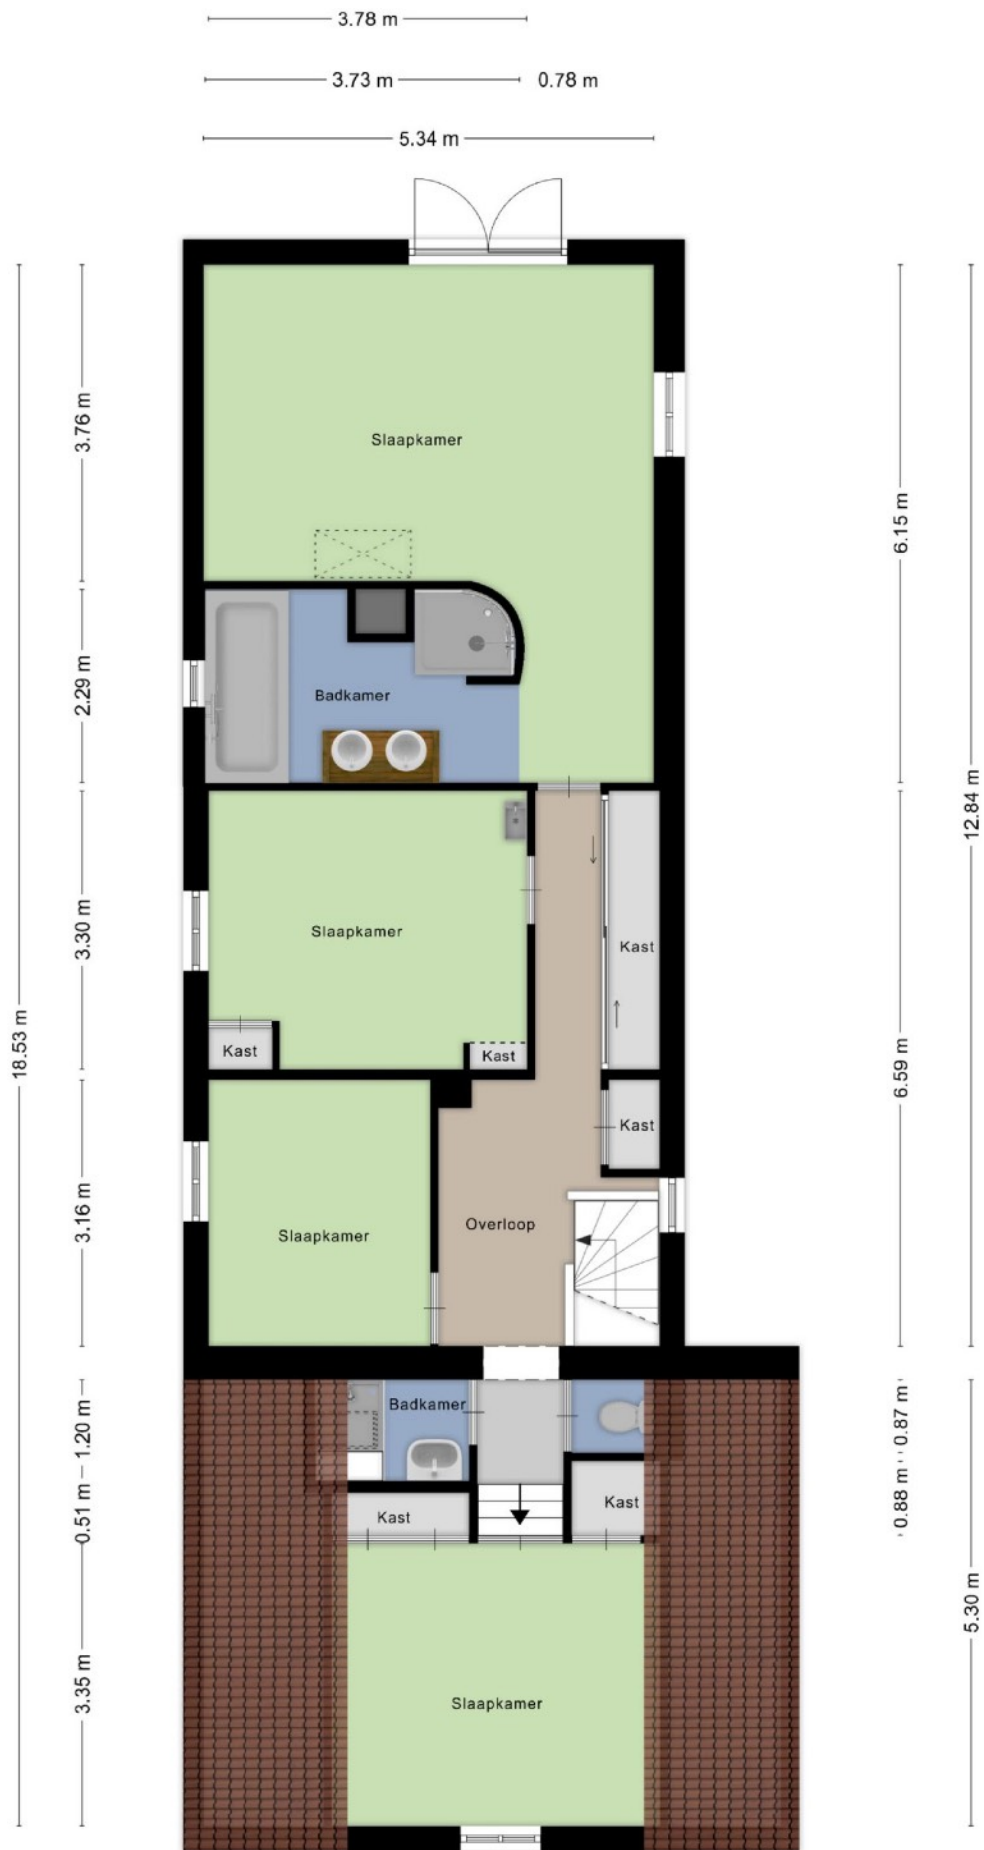 3.78 m
3.73 m
0.78 m
5.34 m
3.76 m
6.15 m
Slaapkamer
2.29 m
Badkamer
12.84 m
3.30 m
Slaapkamer
Kast
Kast
Kast
18.53 m
6.59 m
Kast
3.16 m
Slaapkamer
Overloop
1.20 m
Badkamer
0.87 m
0.51 m
Kast
Kast
0.88 m
5.30 m
3.35 m
Slaapkamer